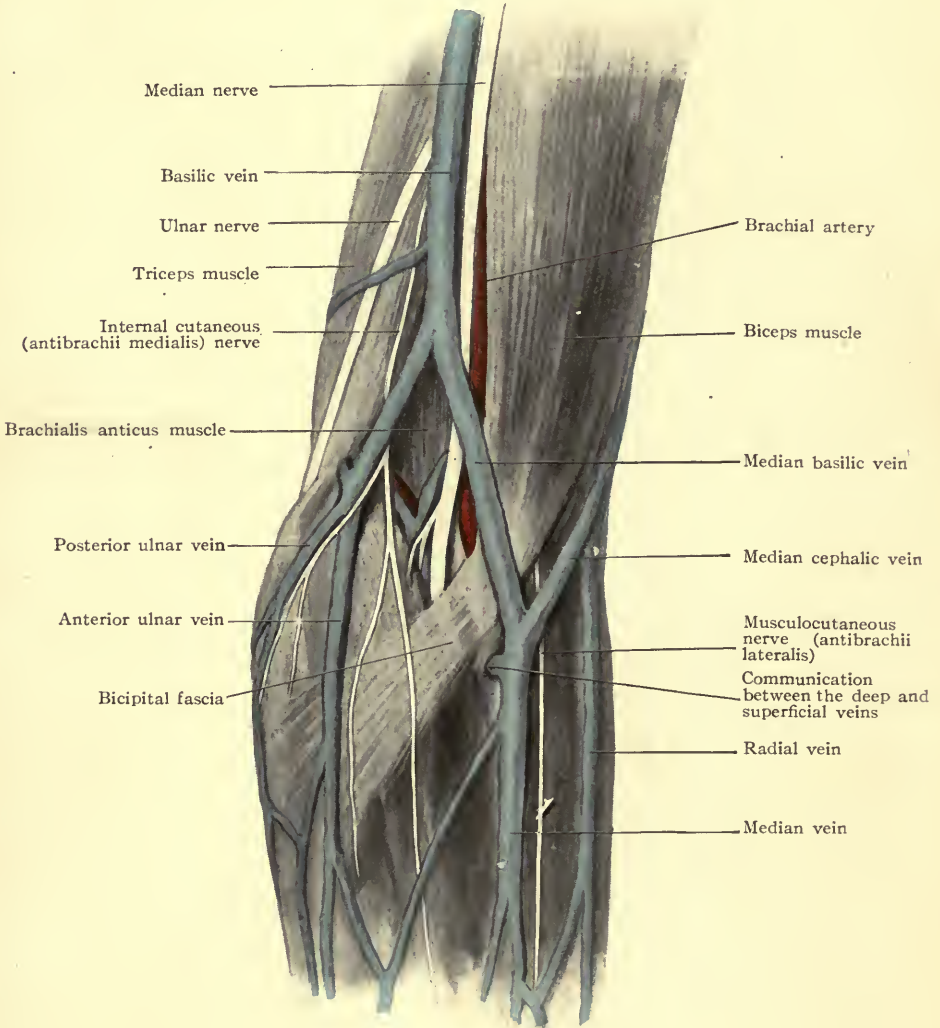 Median nerve
Basilic vein
Ulnar nerve
Triceps muscle
Internal cutaneous
(antibrachii medialis) nerve
Brachialis anticus muscle
Posterior ulnar vein
Anterior ulnar vein
Bicipital fascia
Brachial artery
Biceps muscle
Median basilic vein
Median cephalic vein
Musculocutaneous
nerve (antibrachii
lateralis)
Communication
between the deep and
superficial veins
Radial vein
Median vein